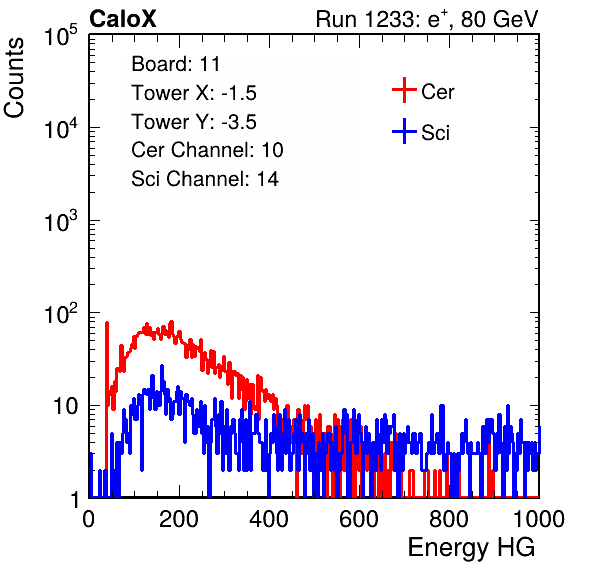 CaloX Run 1233: e⁺, 80 GeV
Counts
Board: 11
Tower X: -1.5
Tower Y: -3.5
Cer Channel: 10
Sci Channel: 14
Cer
Sci
10⁵
10⁴
10³
10²
10
1
0 200 400 600 800 1000
Energy HG